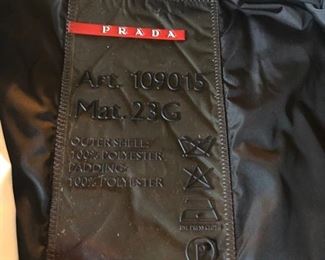 PRADA
Art. 109015
Mat. 23G
OUTER SHELL:
100% POLYESTER
PADDING:
100% POLYESTER
P